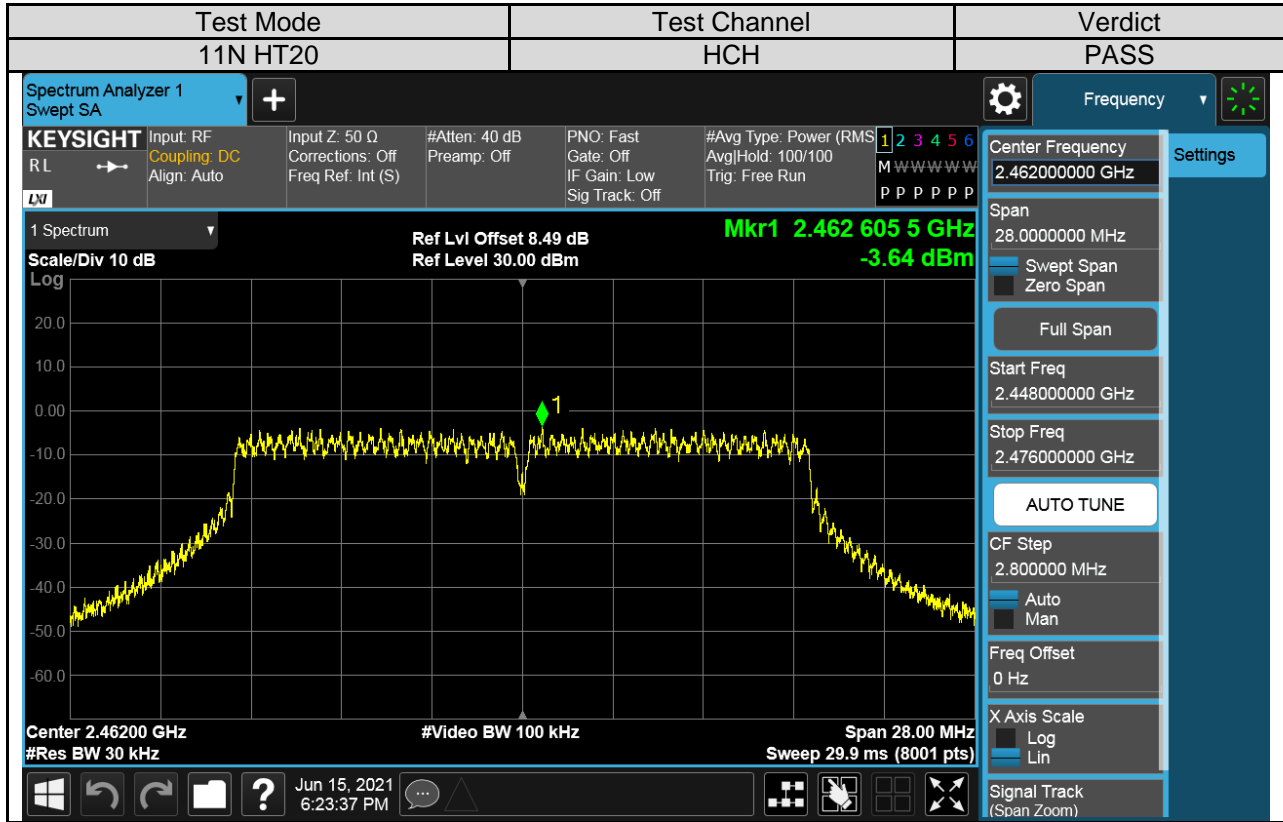 Test Mode Test Channel Verdict
11N HT20 HCH PASS
Spectrum Analyzer 1
Swept SA
Frequency
KEYSIGHT Input: RF Input Z: 50 Ω #Atten: 40 dB PNO: Fast #Avg Type: Power (RMS 1 2 3 4 5 6
R L Coupling: DC Corrections: Off Preamp: Off Gate: Off Avg|Hold: 100/100 M W W W W W
Align: Auto Freq Ref: Int (S) IF Gain: Low Trig: Free Run
LXI Sig Track: Off P P P P P P
1 Spectrum Ref Lvl Offset 8.49 dB Mkr1 2.462 605 5 GHz
Scale/Div 10 dB Ref Level 30.00 dBm -3.64 dBm
Log
20.0
10.0
0.00
-10.0
-20.0
-30.0
-40.0
-50.0
-60.0
1
Center 2.46200 GHz #Video BW 100 kHz Span 28.00 MHz
#Res BW 30 kHz Sweep 29.9 ms (8001 pts)
? Jun 15, 2021
6:23:37 PM
Center Frequency
2.462000000 GHz
Settings
Span
28.0000000 MHz
Swept Span
Zero Span
Full Span
Start Freq
2.448000000 GHz
Stop Freq
2.476000000 GHz
AUTO TUNE
CF Step
2.800000 MHz
Auto
Man
Freq Offset
0 Hz
X Axis Scale
Log
Lin
Signal Track
(Span Zoom)